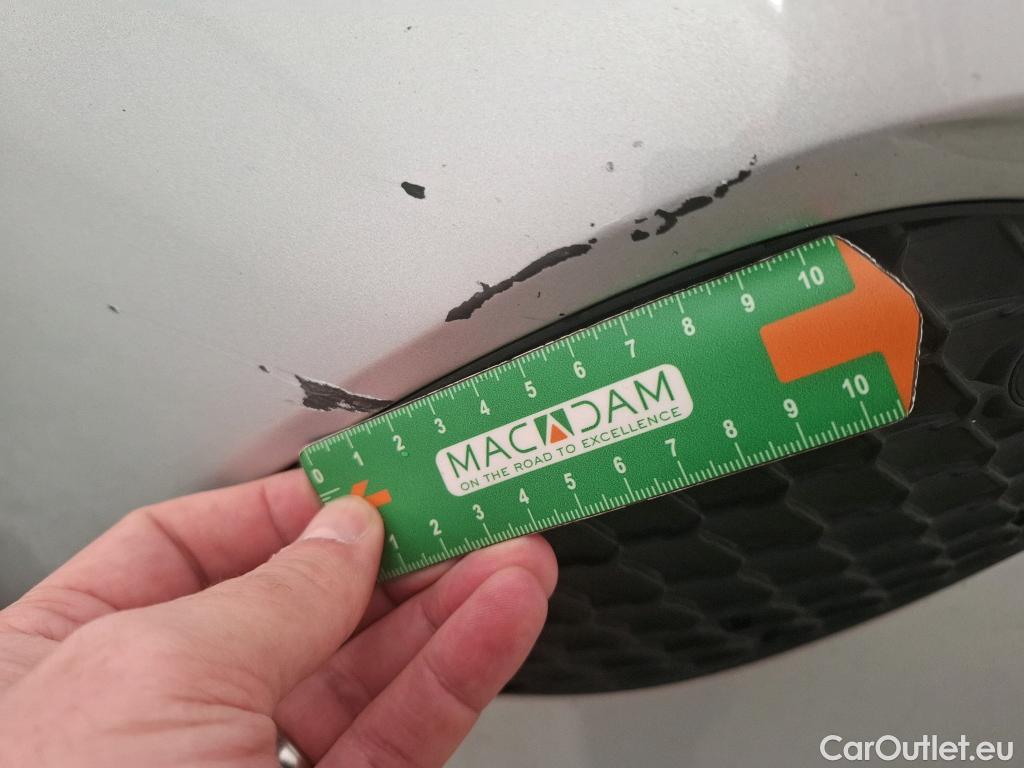 0 1 2 3 4 5 6 7 8 9 10
MACADAM
ON THE ROAD TO EXCELLENCE
1 2 3 4 5 6 7 8 9 10
CarOutlet.eu